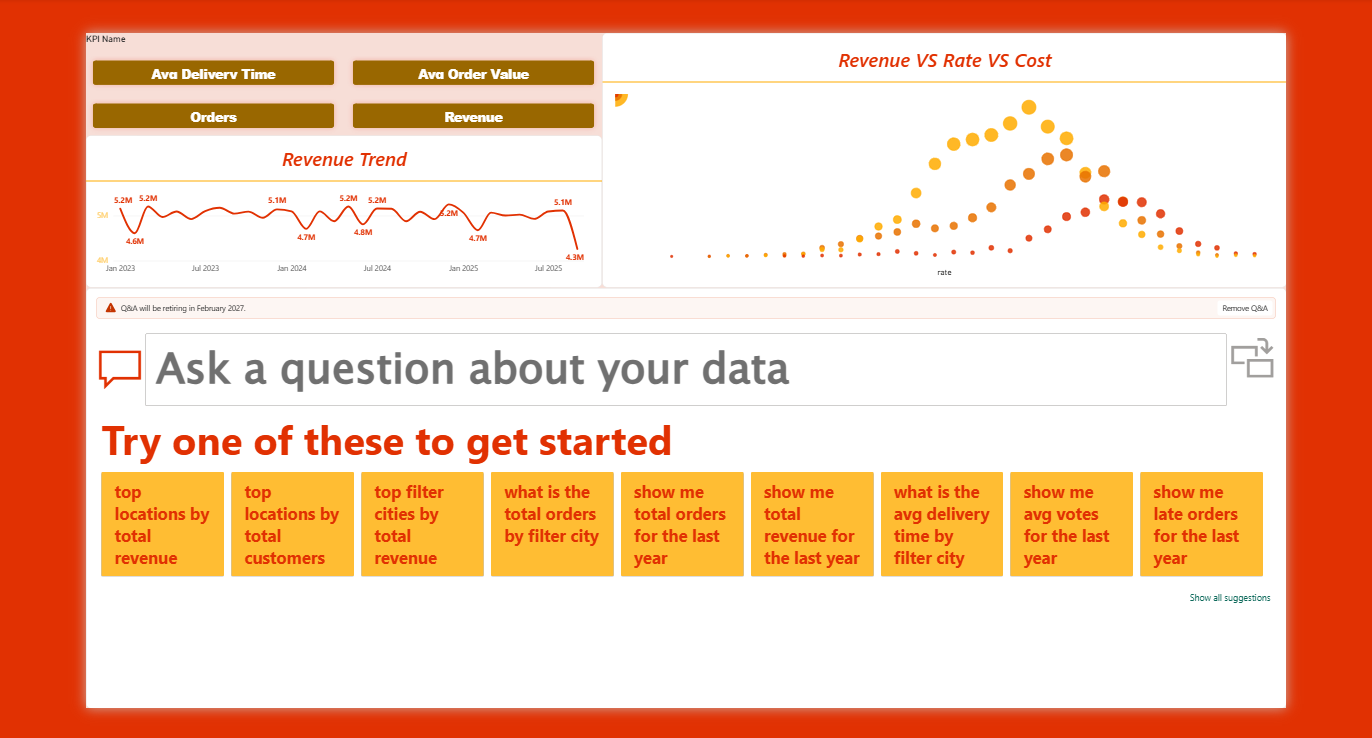 KPI Name
Avg Delivery Time
Avg Order Value
Orders
Revenue
Revenue Trend
5M
4M
5.2M
5.2M
4.6M
5.1M
4.7M
5.2M
4.8M
5.2M
5.2M
4.7M
5.1M
4.3M
Jan 2023
Jul 2023
Jan 2024
Jul 2024
Jan 2025
Jul 2025
Revenue VS Rate VS Cost
rate
Q&A will be retiring in February 2027.
Remove Q&A
Ask a question about your data
Try one of these to get started
top
locations by
total
revenue
top
locations by
total
customers
top filter
cities by
total
revenue
what is the
total orders
by filter city
show me
total orders
for the last
year
show me
total
revenue for
the last year
what is the
avg delivery
time by
filter city
show me
avg votes
for the last
year
show me
late orders
for the last
year
Show all suggestions